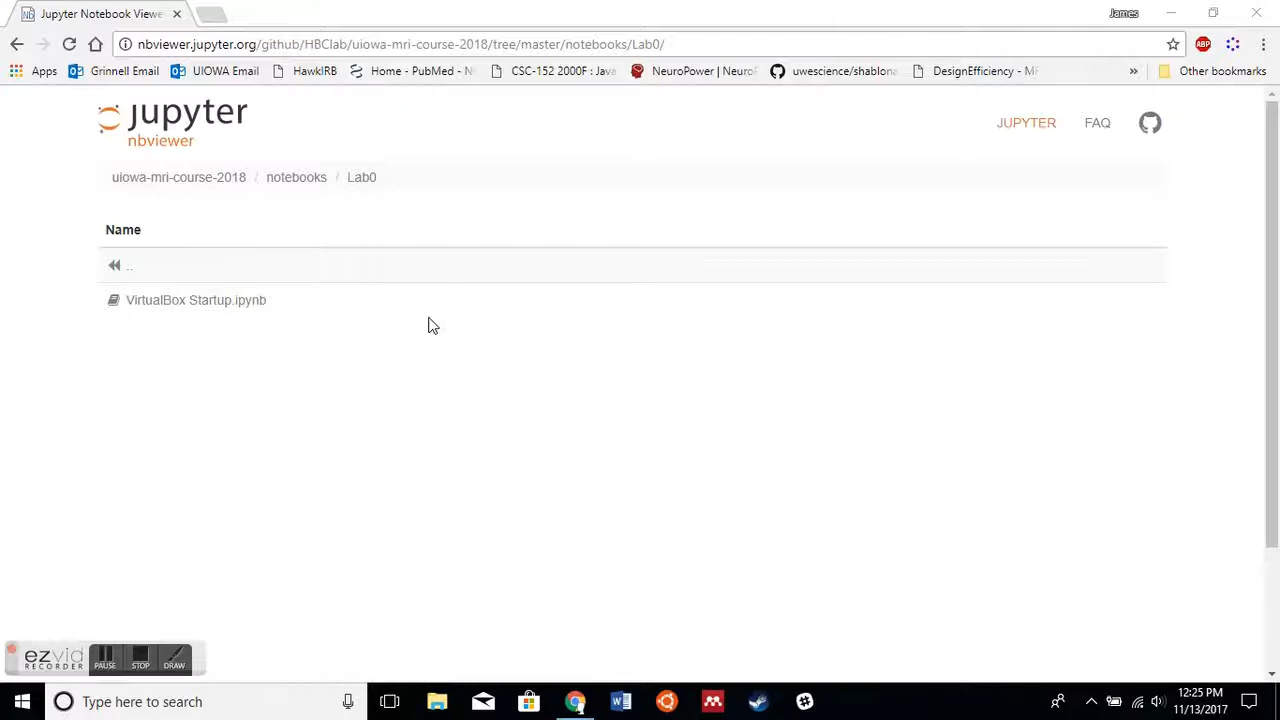 Jupyter Notebook Viewe
James
nbviewer.jupyter.org/github/HBClab/uiowa-mri-course-2018/tree/master/notebooks/Lab0/
ABP
Apps Grinnell Email UIOWA Email HawkIRB Home - PubMed - N CSC-152 2000F : Java NeuroPower | Neuro uwescience/shablona DesignEfficiency - MR » Other bookmarks
jupyter
nbviewer
JUPYTER FAQ
uiowa-mri-course-2018 / notebooks / Lab0
Name
..
VirtualBox Startup.ipynb
ezvid
RECORDER
PAUSE STOP DRAW
Type here to search
12:25 PM
11/13/2017